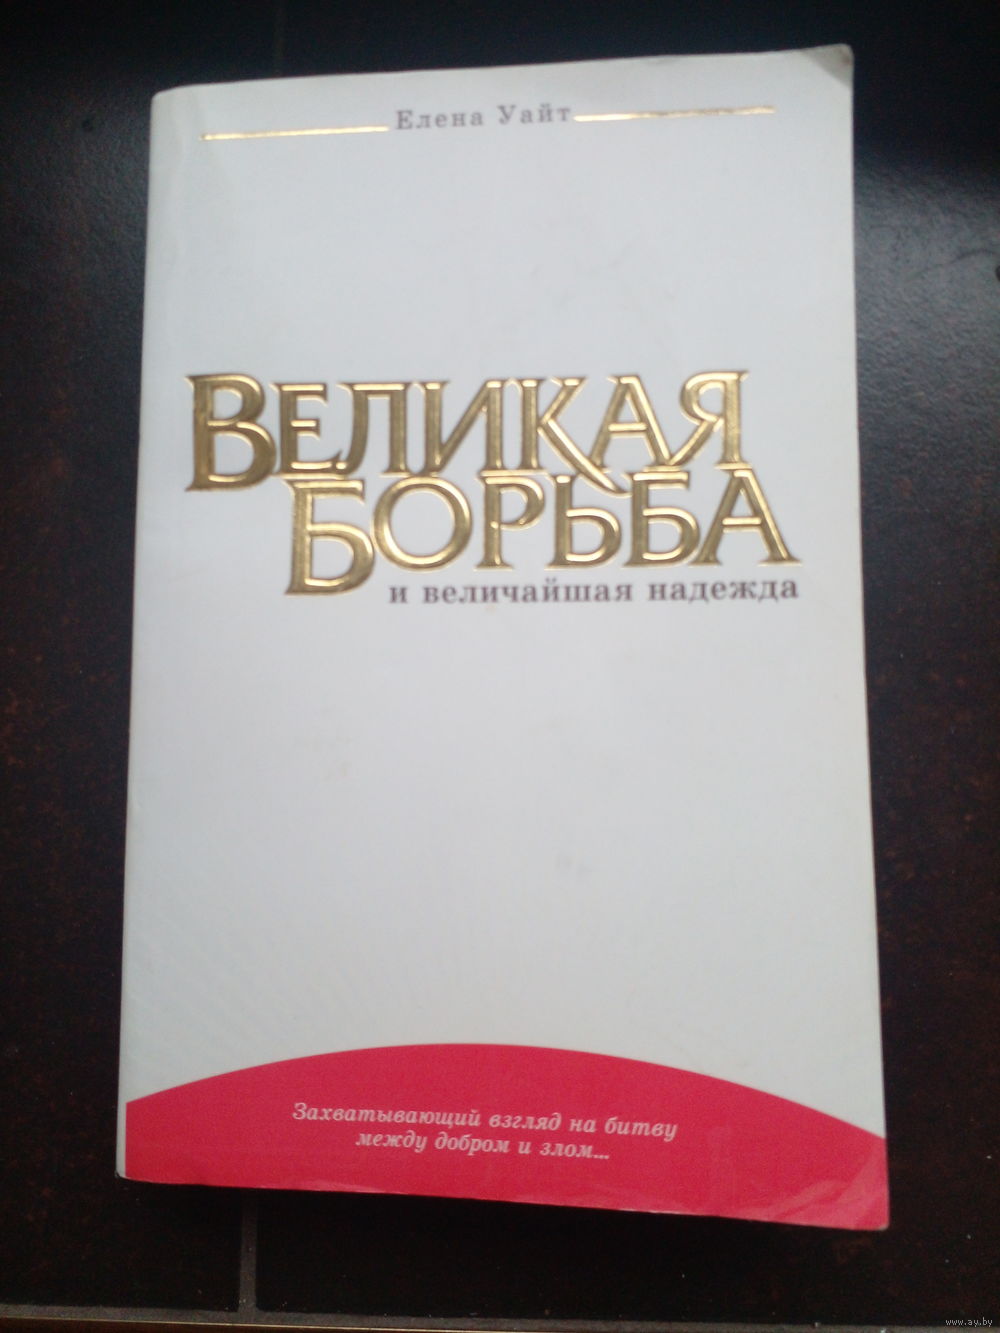 Елена Уайт
Великая
Борьба
и величайшая надежда
Захватывающий взгляд на битву
между добром и злом...
www.ay.by